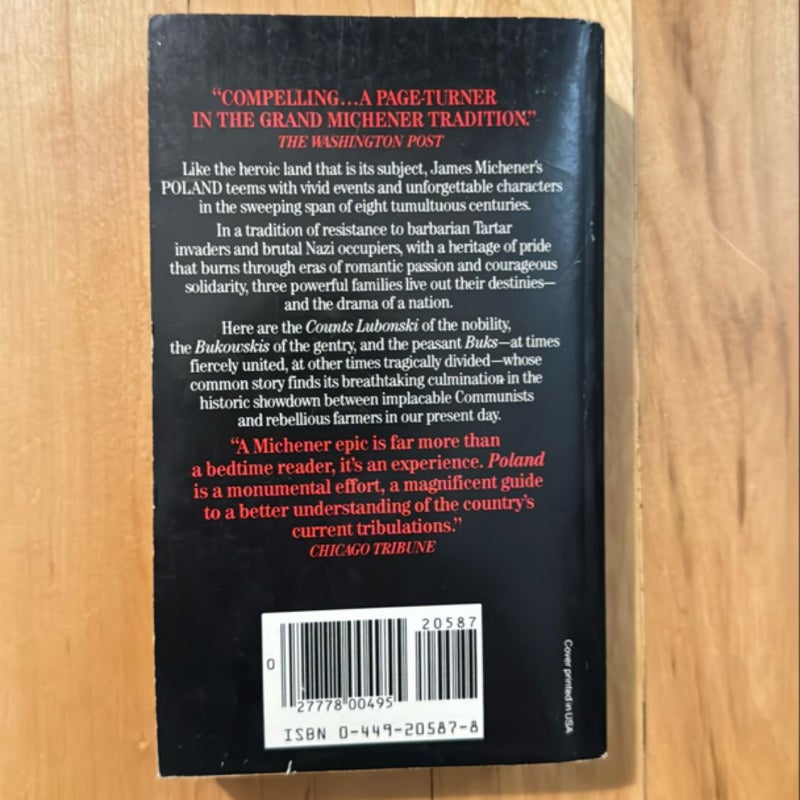 “COMPELLING...A PAGE-TURNER
IN THE GRAND MICHENER TRADITION.”
THE WASHINGTON POST
Like the heroic land that is its subject, James Michener's
POLAND teems with vivid events and unforgettable characters
in the sweeping span of eight tumultuous centuries.
In a tradition of resistance to barbarian Tartar
invaders and brutal Nazi occupiers, with a heritage of pride
that burns through eras of romantic passion and courageous
solidarity, three powerful families live out their destinies—
and the drama of a nation.
Here are the Counts Lubonski of the nobility,
the Bukowskis of the gentry, and the peasant Buks—at times
fiercely united, at other times tragically divided—whose
common story finds its breathtaking culmination in the
historic showdown between implacable Communists
and rebellious farmers in our present day.
“A Michener epic is far more than
a bedtime reader, it's an experience. Poland
is a monumental effort, a magnificent guide
to a better understanding of the country's
current tribulations.”
CHICAGO TRIBUNE
20587
0
27778 00495
ISBN 0-449-20587-8
Cover printed in USA